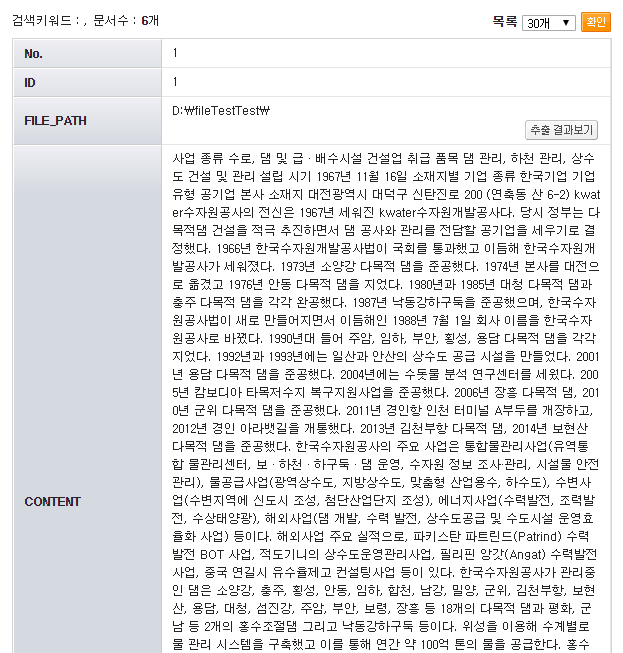 검색키워드 : , 문서수 : 6개
목록 30개 확인
No. 1
ID 1
FILE_PATH D:₩fileTestTest₩
추출 결과보기
CONTENT
사업 종류 수로, 댐 및 급·배수시설 건설업 취급 품목 댐 관리, 하천 관리, 상수
도 건설 및 관리 설립 시기 1967년 11월 16일 소재지별 기업 종류 한국기업 기업
유형 공기업 본사 소재지 대전광역시 대덕구 신탄진로 200 (연축동 산 6-2) kwat
er수자원공사의 전신은 1967년 세워진 kwater수자원개발공사다. 당시 정부는 다
목적댐 건설을 적극 추진하면서 댐 공사와 관리를 전담할 공기업을 세우기로 결
정했다. 1966년 한국수자원개발공사법이 국회를 통과했고 이듬해 한국수자원개
발공사가 세워졌다. 1973년 소양강 다목적 댐을 준공했다. 1974년 본사를 대전으
로 옮겼고 1976년 안동 다목적 댐을 지었다. 1980년과 1985년 대청 다목적 댐과
충주 다목적 댐을 각각 완공했다. 1987년 낙동강하구둑을 준공했으며, 한국수자
원공사법이 새로 만들어지면서 이듬해인 1988년 7월 1일 회사 이름을 한국수자
원공사로 바꿨다. 1990년대 들어 주암, 임하, 부안, 횡성, 용담 다목적 댐을 각각
지었다. 1992년과 1993년에는 일산과 안산의 상수도 공급 시설을 만들었다. 2001
년 용담 다목적 댐을 준공했다. 2004년에는 수돗물 분석 연구센터를 세웠다. 200
5년 캄보디아 타목저수지 복구지원사업을 준공했다. 2006년 장흥 다목적 댐, 201
0년 군위 다목적 댐을 준공했다. 2011년 경인항 인천 터미널 A부두를 개장하고,
2012년 경인 아라뱃길을 개통했다. 2013년 김천부항 다목적 댐, 2014년 보현산
다목적 댐을 준공했다. 한국수자원공사의 주요 사업은 통합물관리사업(유역통
합 물관리센터, 보·하천·하구둑·댐 운영, 수자원 정보 조사·관리, 시설물 안전
관리), 물공급사업(광역상수도, 지방상수도, 맞춤형 산업용수, 하수도), 수변사
업(수변지역에 신도시 조성, 첨단산업단지 조성), 에너지사업(수력발전, 조력발
전, 수상태양광), 해외사업(댐 개발, 수력 발전, 상수도공급 및 수도시설 운영효
율화 사업) 등이다. 해외사업 주요 실적으로, 파키스탄 파트린드(Patrind) 수력
발전 BOT 사업, 적도기니의 상수도운영관리사업, 필리핀 앙갓(Angat) 수력발전
사업, 중국 연길시 유수율제고 컨설팅사업 등이 있다. 한국수자원공사가 관리중
인 댐은 소양강, 충주, 횡성, 안동, 임하, 합천, 남강, 밀양, 군위, 김천부항, 보현
산, 용담, 대청, 섬진강, 주암, 부안, 보령, 장흥 등 18개의 다목적 댐과 평화, 군
남 등 2개의 홍수조절댐 그리고 낙동강하구둑 등이다. 위성을 이용해 수계별로
물 관리 시스템을 구축했고 이를 통해 연간 약 100억 톤의 물을 공급한다. 홍수